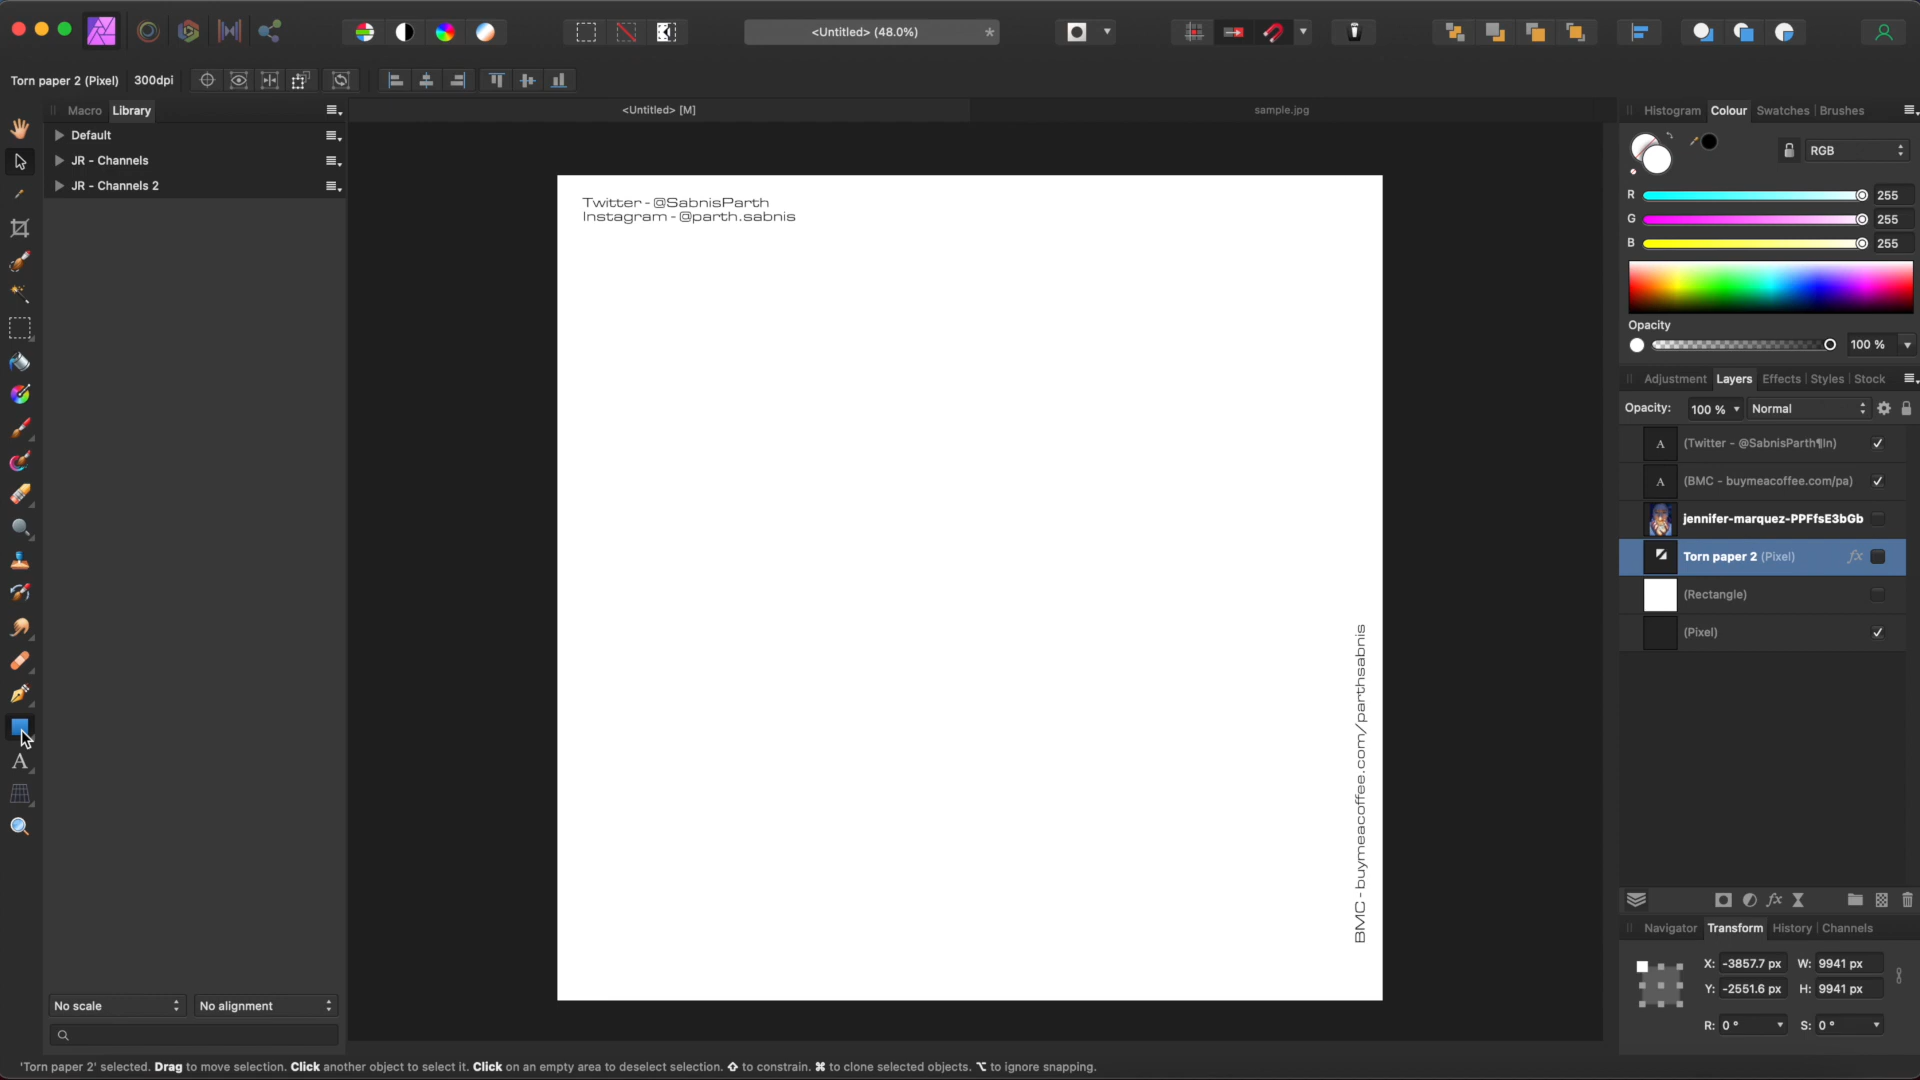 <Untitled> (48.0%)
*
Torn paper 2 (Pixel)
300dpi
Macro
Library
Default
JR - Channels
JR - Channels 2
<Untitled> [M]
sample.jpg
Twitter - @SabnisParth
Instagram - @parth.sabnis
BMC - buymeacoffee.com/parthsabnis
Histogram
Colour
Swatches
Brushes
RGB
R
255
G
255
B
255
Opacity
100 %
Adjustment
Layers
Effects
Styles
Stock
Opacity:
100 %
Normal
A
(Twitter - @SabnisParth¶In)
A
(BMC - buymeacoffee.com/pa)
jennifer-marquez-PPFfsE3bGb
Torn paper 2 (Pixel)
fx
(Rectangle)
(Pixel)
fx
Navigator
Transform
History
Channels
X: -3857.7 px
W: 9941 px
Y: -2551.6 px
H: 9941 px
R: 0 °
S: 0 °
A
No scale
No alignment
'Torn paper 2' selected. Drag to move selection. Click another object to select it. Click on an empty area to deselect selection. ⇧ to constrain. ⌘ to clone selected objects. ⌥ to ignore snapping.